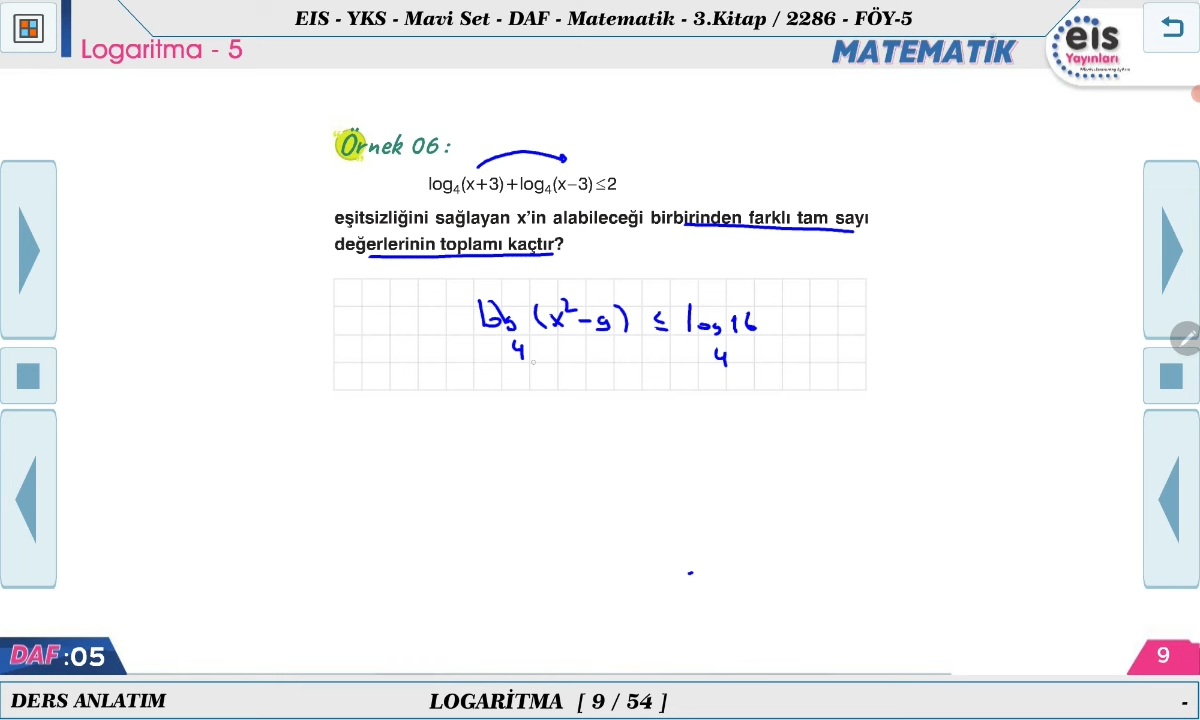 EIS - YKS - Mavi Set - DAF - Matematik - 3.Kitap / 2286 - FÖY-5
Logaritma - 5
MATEMATİK
eis
Yayınları
Örnek 06 :
log₄(x+3)+log₄(x−3)≤2
eşitsizliğini sağlayan x'in alabileceği birbirinden farklı tam sayı
değerlerinin toplamı kaçtır?
log₄ (x²-9) ≤ log₄ 16
DAF :05
9
DERS ANLATIM
LOGARİTMA [ 9 / 54 ]
-